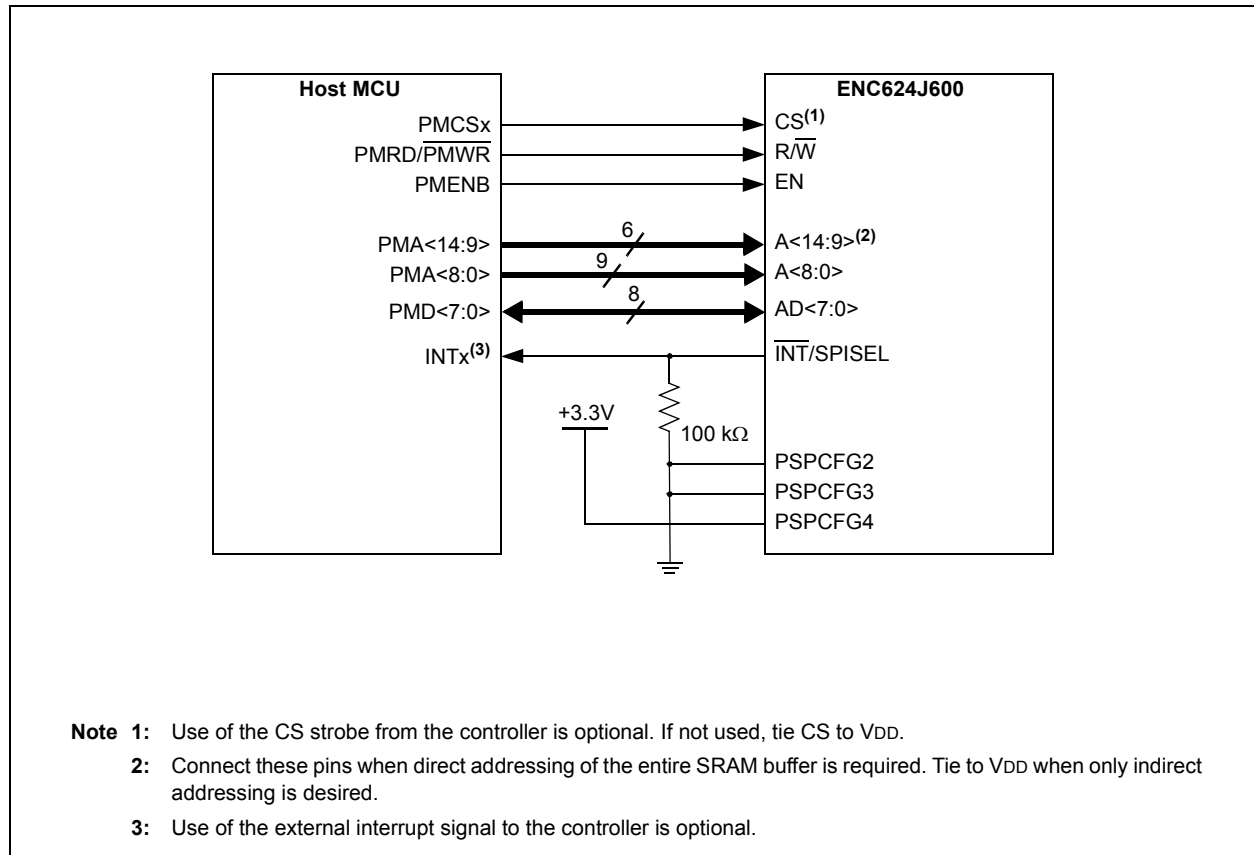 Host MCU
ENC624J600
PMCSx
CS(1)
PMRD/PMWR
R/W
PMENB
EN
PMA<14:9>
6
A<14:9>(2)
PMA<8:0>
9
A<8:0>
PMD<7:0>
8
AD<7:0>
INTx(3)
INT/SPISEL
+3.3V
100 kΩ
PSPCFG2
PSPCFG3
PSPCFG4
Note 1: Use of the CS strobe from the controller is optional. If not used, tie CS to VDD.
2: Connect these pins when direct addressing of the entire SRAM buffer is required. Tie to VDD when only indirect
addressing is desired.
3: Use of the external interrupt signal to the controller is optional.